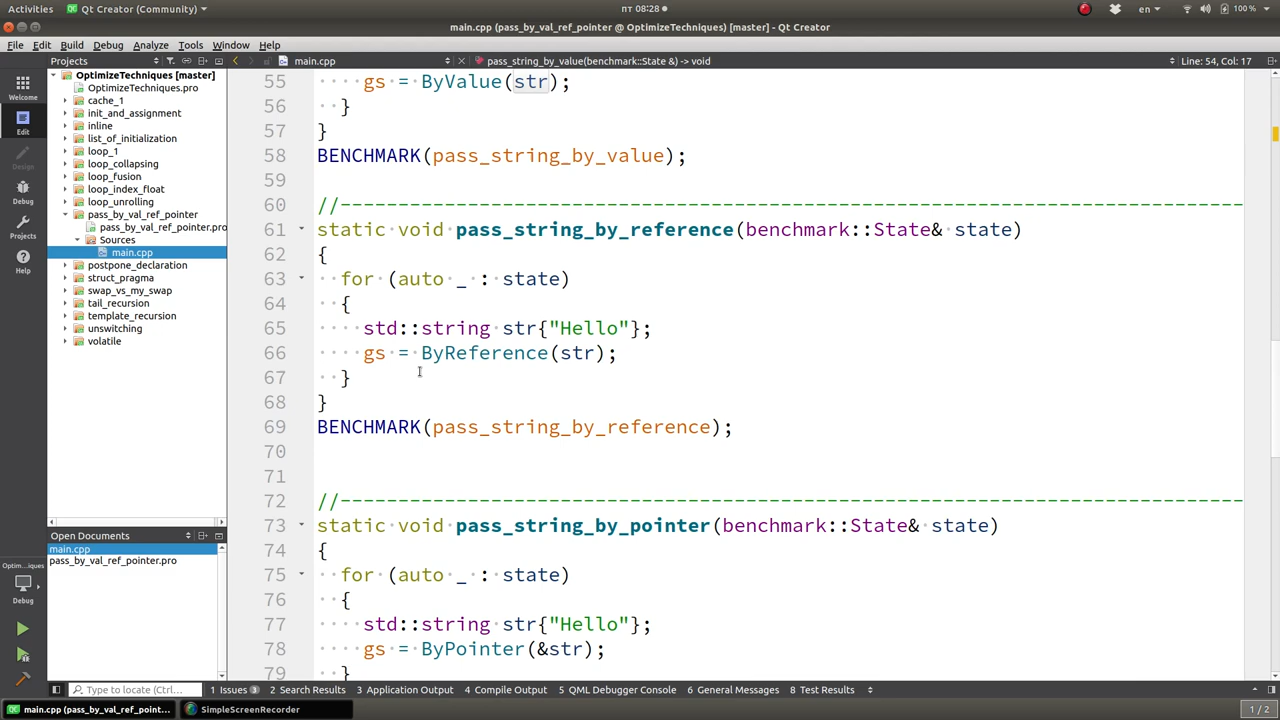 Activities
Qt Creator (Community)
пт 08:28
en
100 %
main.cpp (pass_by_val_ref_pointer @ OptimizeTechniques) [master] - Qt Creator
File Edit Build Debug Analyze Tools Window Help
Projects
main.cpp
pass_string_by_value(benchmark::State &) -> void
Line: 54, Col: 17
Welcome
Edit
Design
Debug
Projects
Help
OptimizeTechniques [master]
OptimizeTechniques.pro
cache_1
init_and_assignment
inline
list_of_initialization
loop_1
loop_collapsing
loop_fusion
loop_index_float
loop_unrolling
pass_by_val_ref_pointer
pass_by_val_ref_pointer.pro
Sources
main.cpp
postpone_declaration
struct_pragma
swap_vs_my_swap
tail_recursion
template_recursion
unswitching
volatile
Open Documents
main.cpp
pass_by_val_ref_pointer.pro
Optim...iques
Debug
55 gs = ByValue(str);
56 }
57 }
58 BENCHMARK(pass_string_by_value);
59
60 //------------------------------------------------------------------------------
61 static void pass_string_by_reference(benchmark::State& state)
62 {
63 for (auto _ : state)
64 {
65 std::string str{"Hello"};
66 gs = ByReference(str);
67 }
68 }
69 BENCHMARK(pass_string_by_reference);
70
71
72 //------------------------------------------------------------------------------
73 static void pass_string_by_pointer(benchmark::State& state)
74 {
75 for (auto _ : state)
76 {
77 std::string str{"Hello"};
78 gs = ByPointer(&str);
79 }
Type to locate (Ctrl...
1 Issues 3
2 Search Results
3 Application Output
4 Compile Output
5 QML Debugger Console
6 General Messages
8 Test Results
main.cpp (pass_by_val_ref_point...
SimpleScreenRecorder
1 / 2